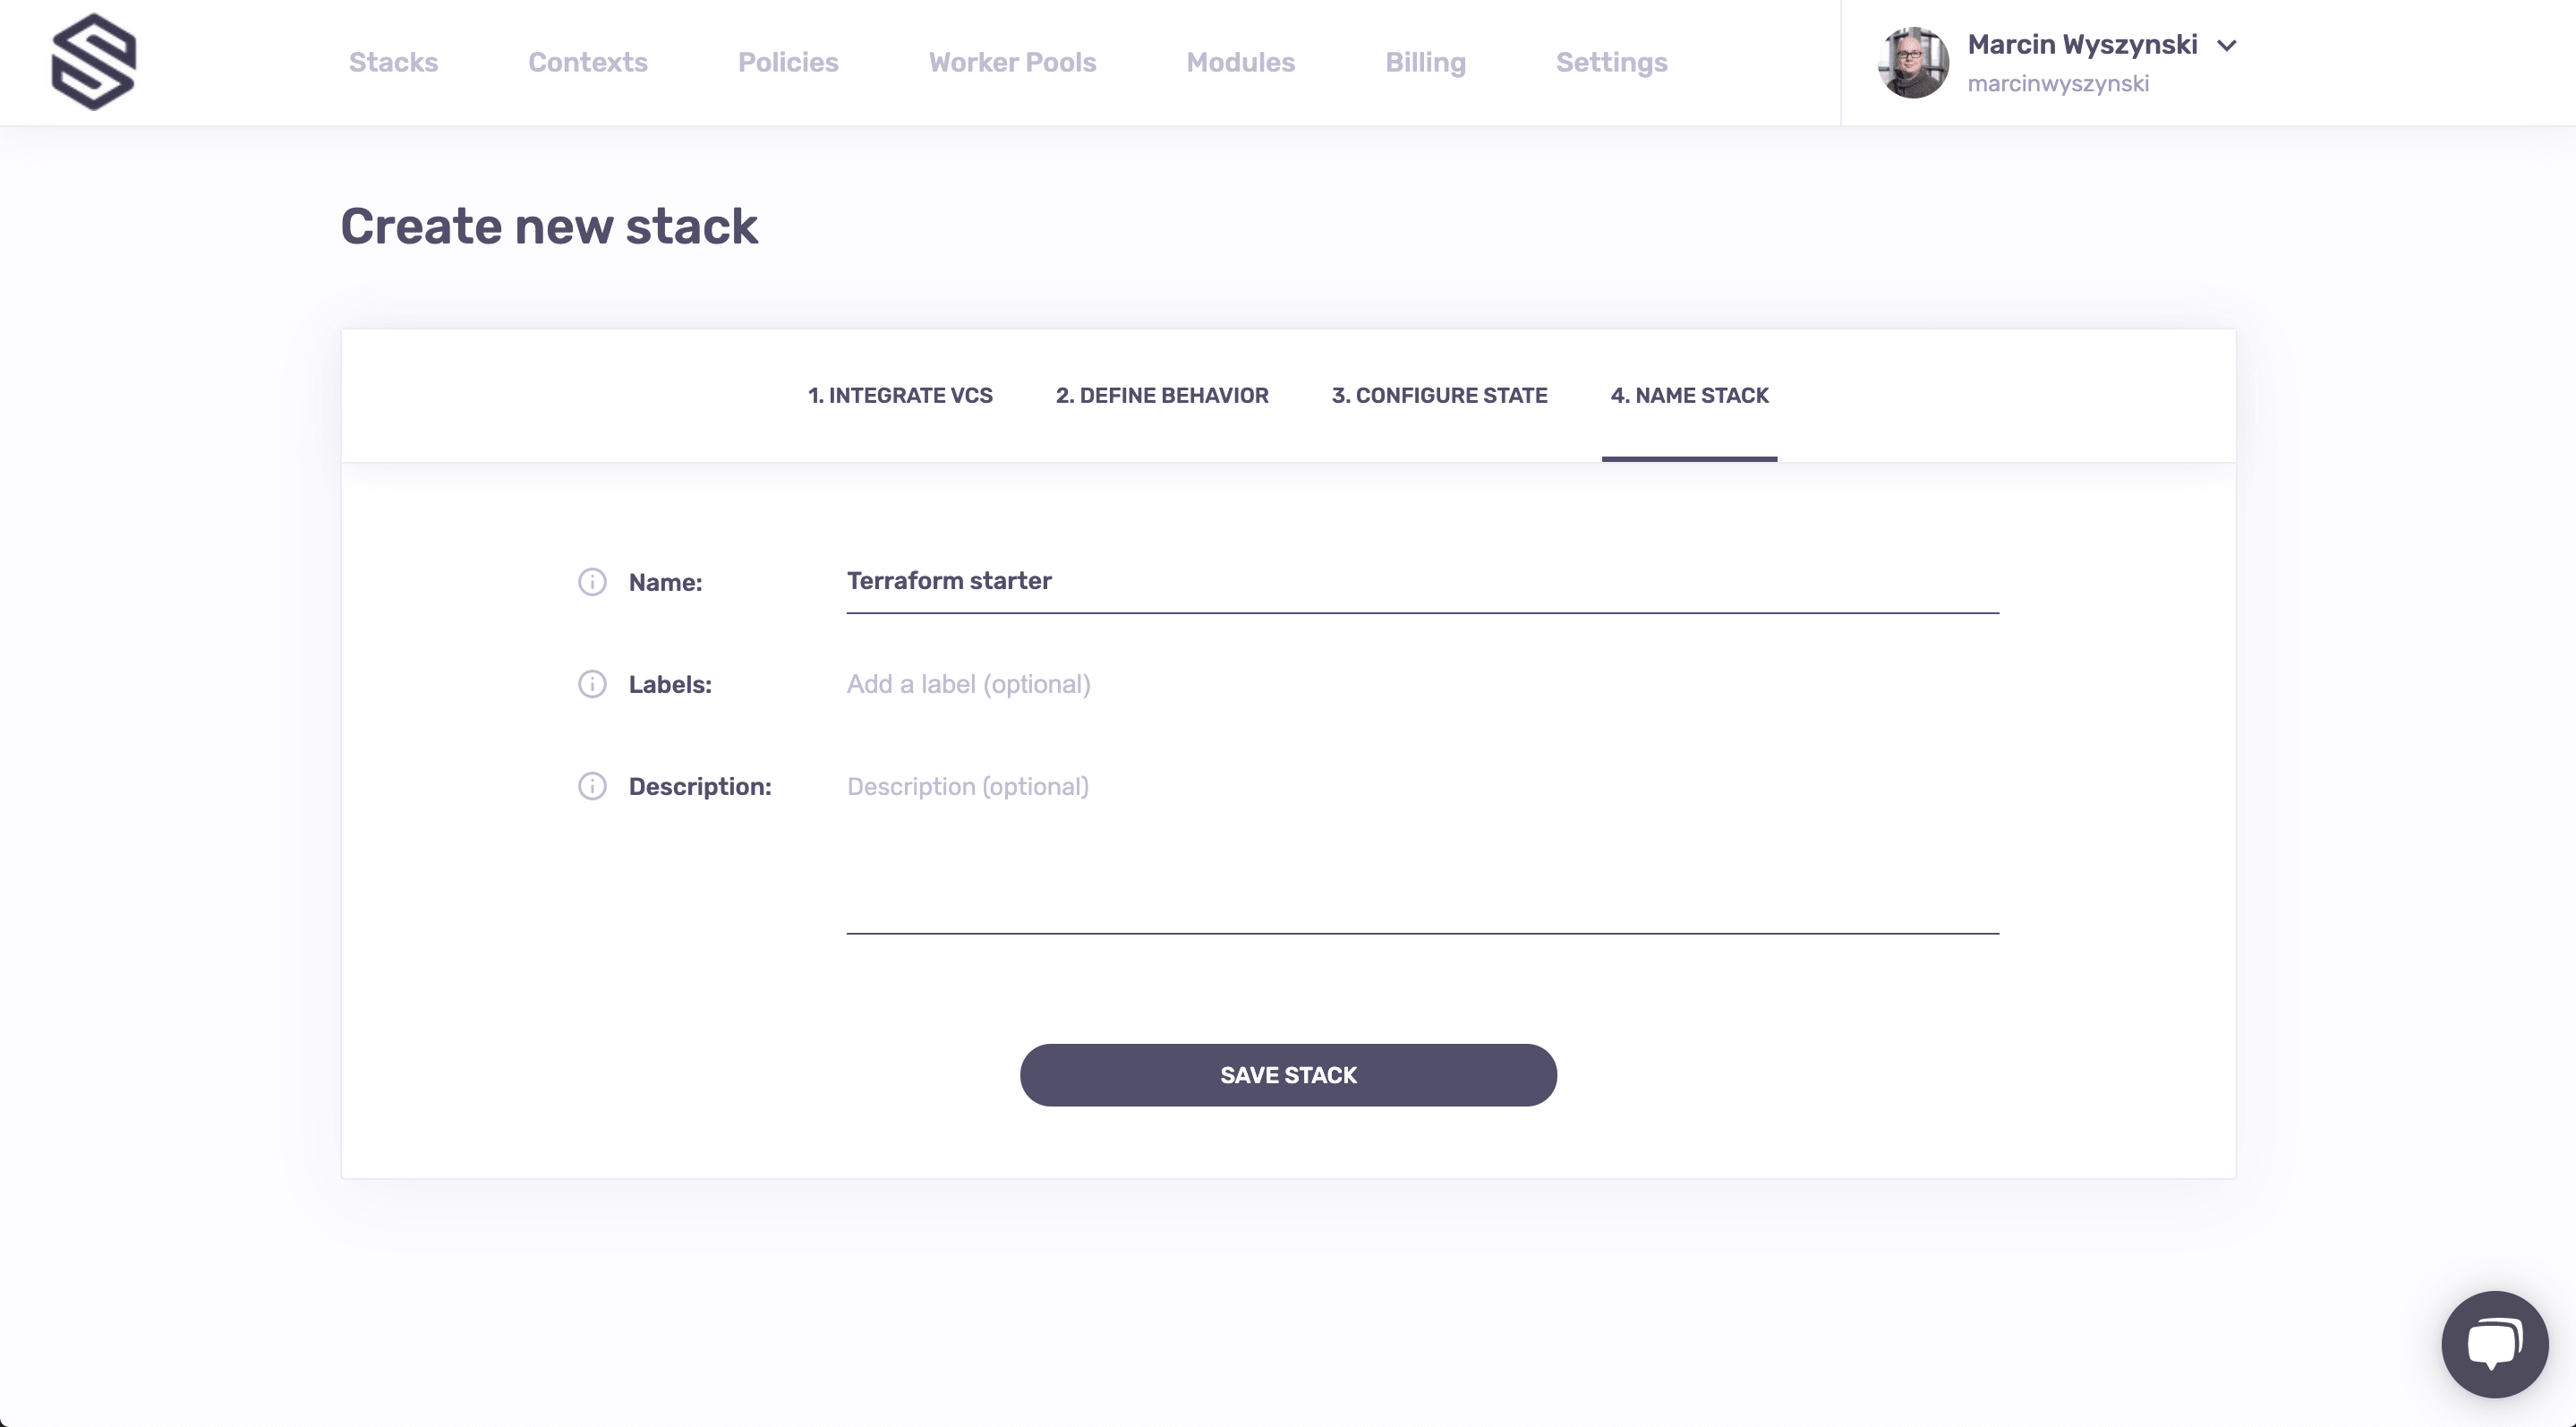 Stacks Contexts Policies Worker Pools Modules Billing Settings
Marcin Wyszynski
marcinwyszynski
Create new stack
1. INTEGRATE VCS 2. DEFINE BEHAVIOR 3. CONFIGURE STATE 4. NAME STACK
Name: Terraform starter
Labels: Add a label (optional)
Description: Description (optional)
SAVE STACK